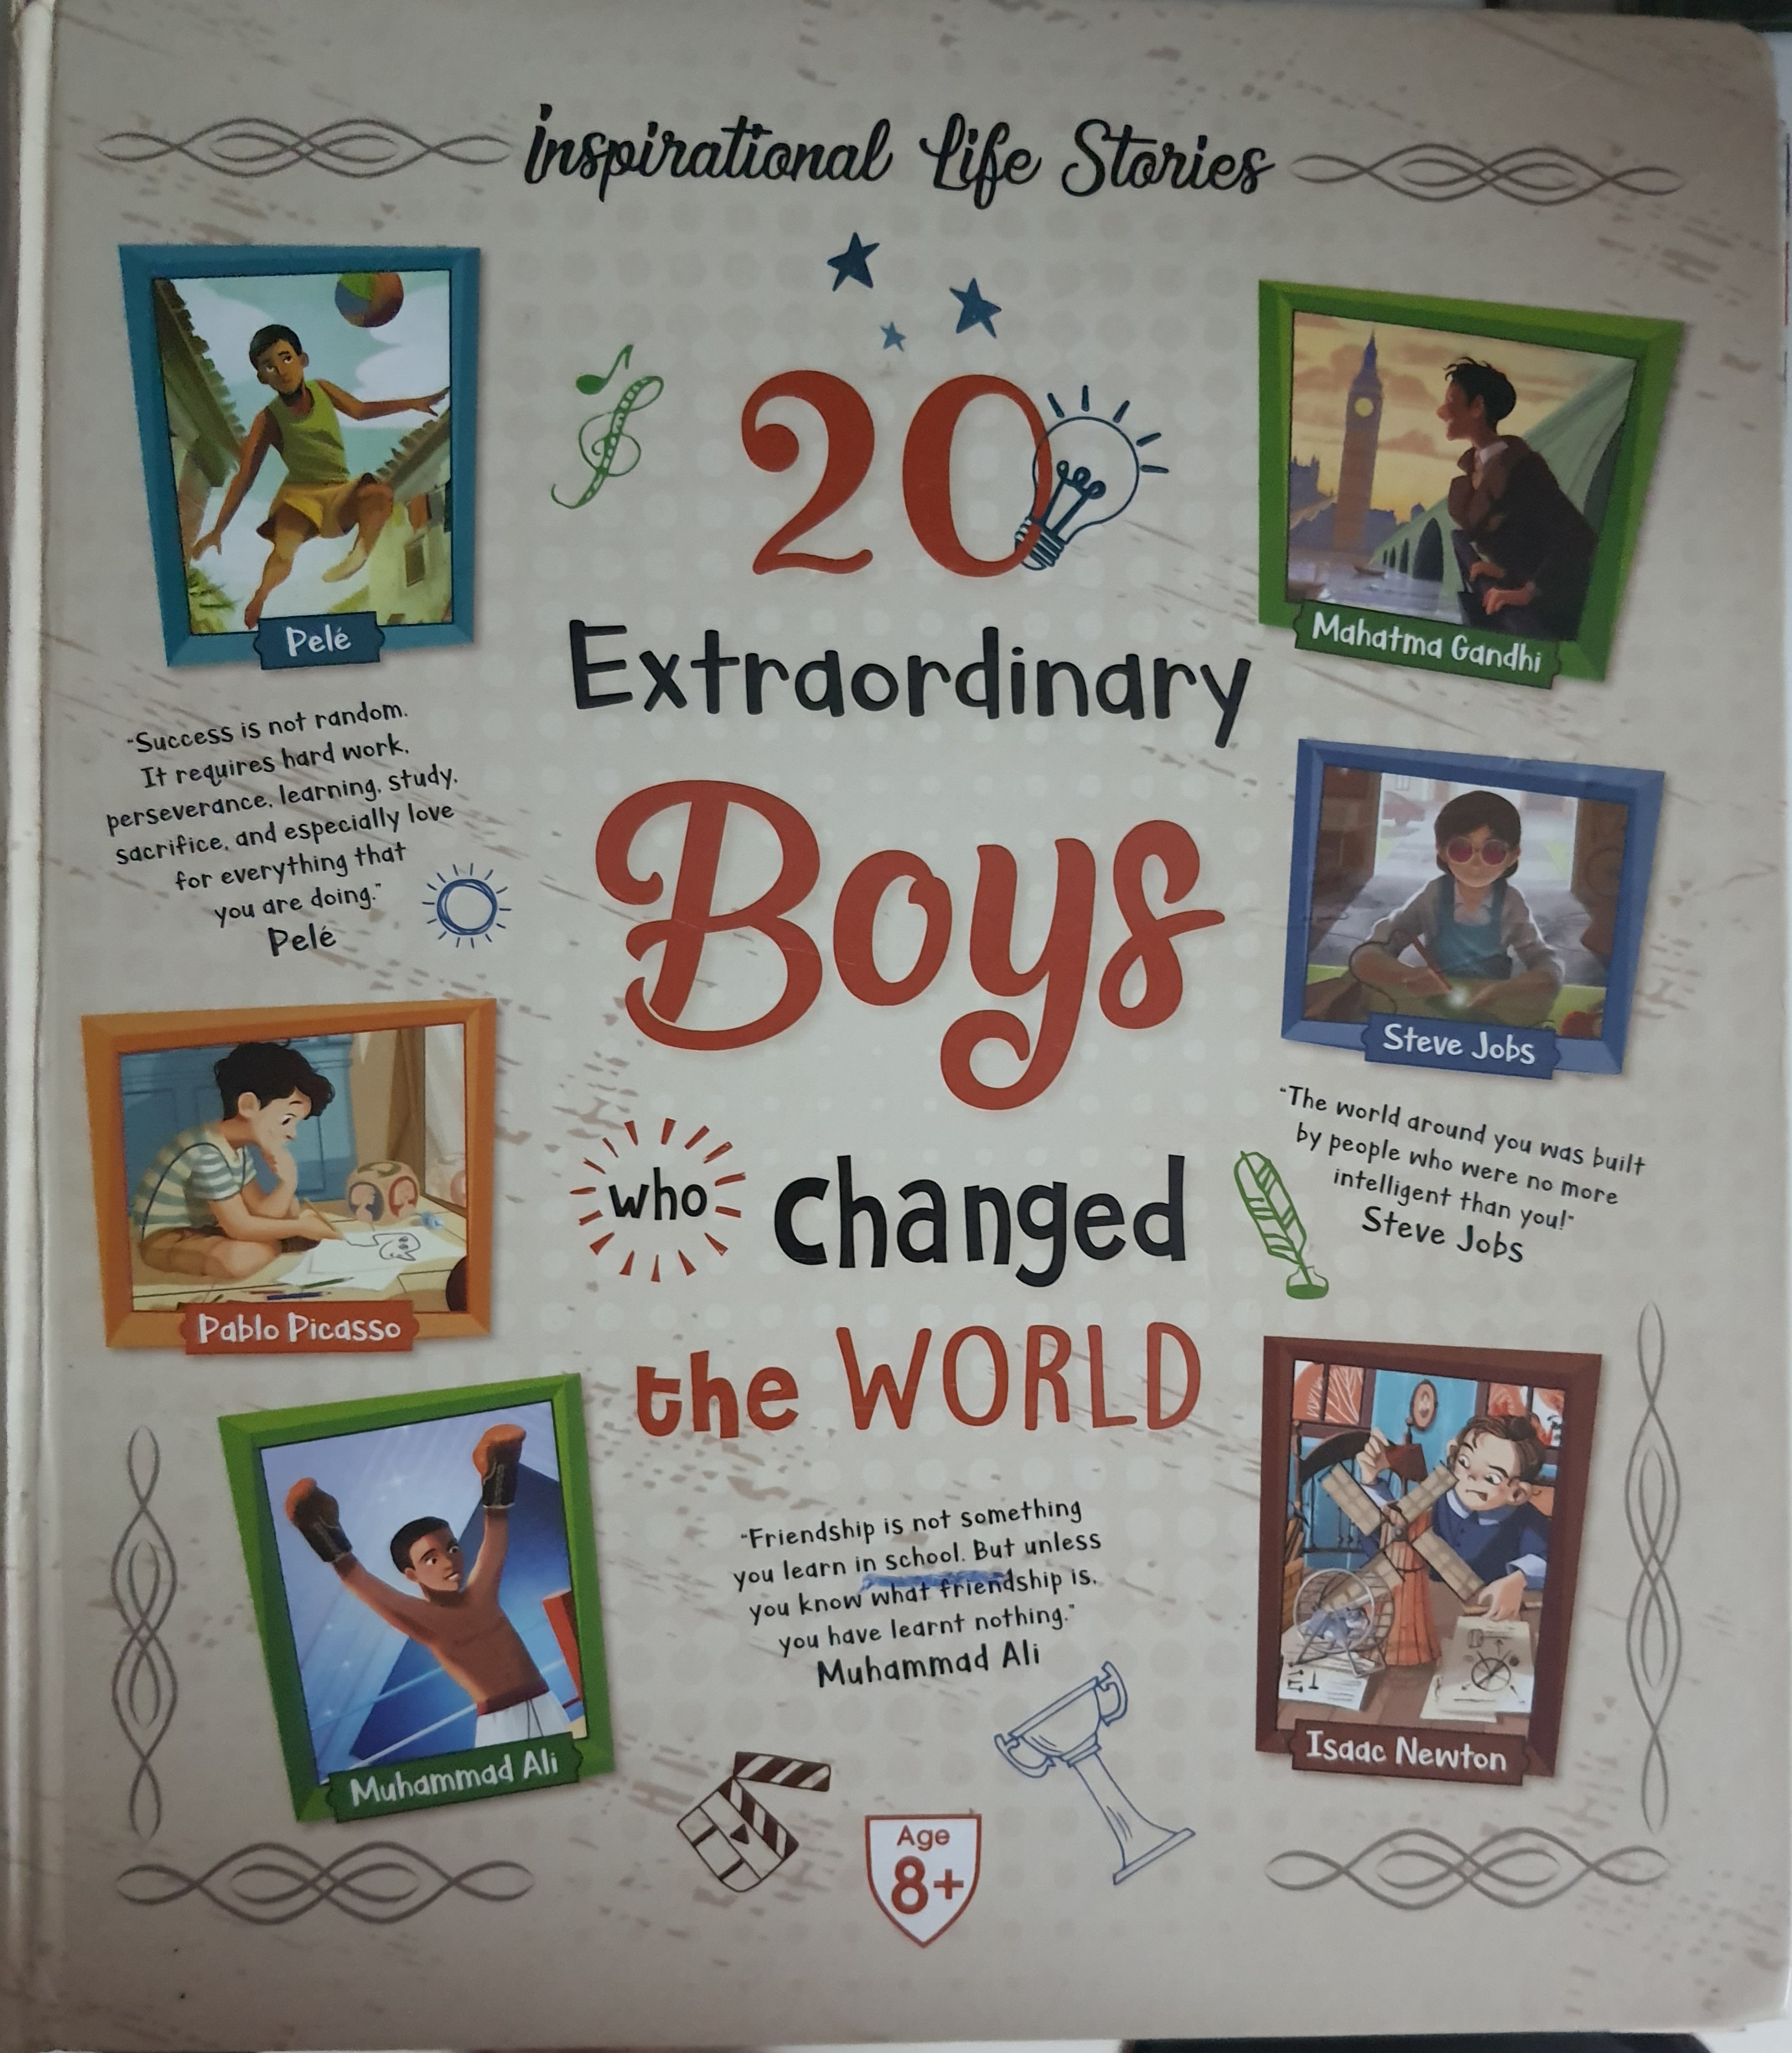 Inspirational Life Stories
20
Extraordinary
Boys
who changed
the WORLD
Pelé
"Success is not random.
It requires hard work,
perseverance, learning, study,
sacrifice, and especially love
for everything that
you are doing."
Pelé
Pablo Picasso
Muhammad Ali
"Friendship is not something
you learn in school. But unless
you know what friendship is,
you have learnt nothing."
Muhammad Ali
Age
8+
Mahatma Gandhi
Steve Jobs
"The world around you was built
by people who were no more
intelligent than you!"
Steve Jobs
Isaac Newton